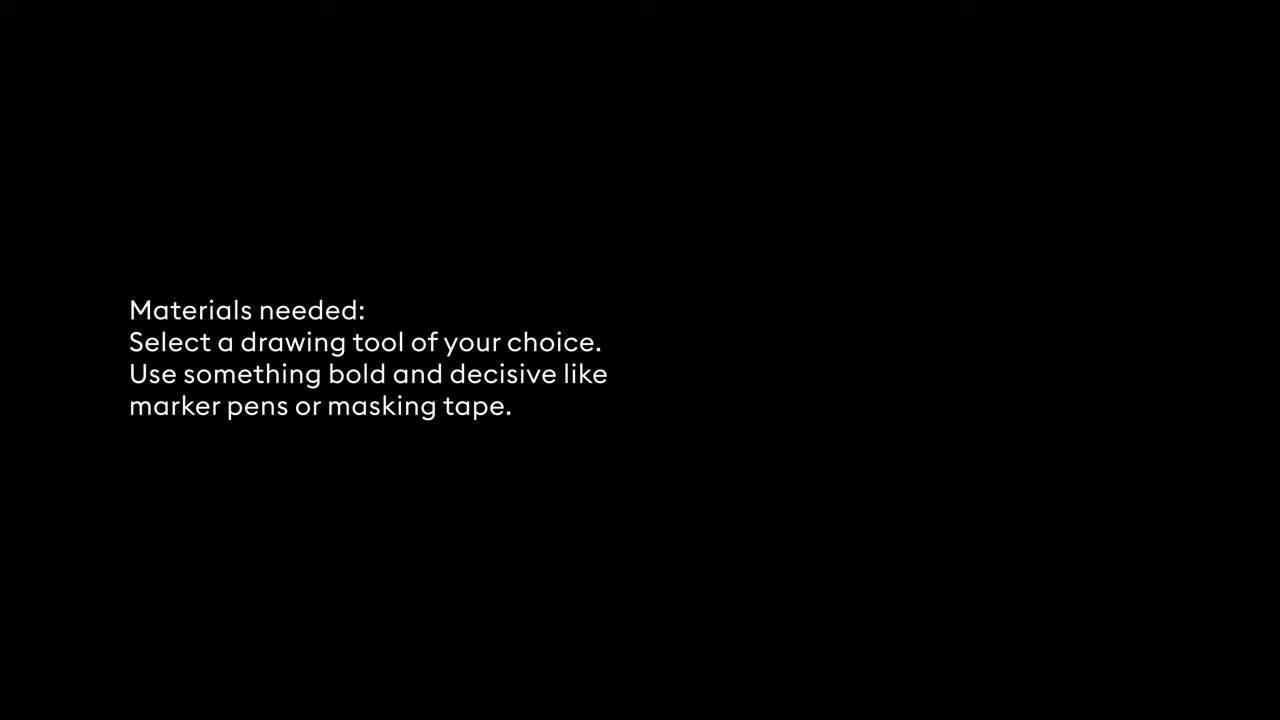 Materials needed:
Select a drawing tool of your choice.
Use something bold and decisive like
marker pens or masking tape.